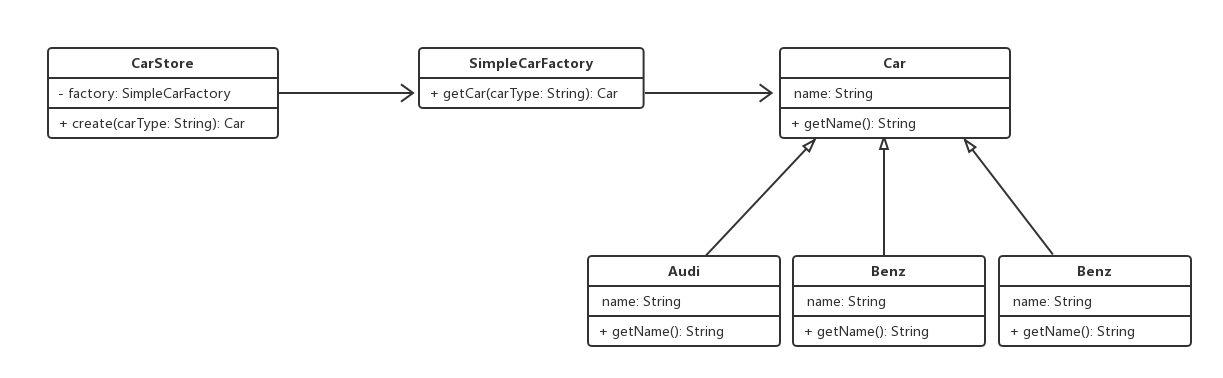 CarStore
- factory: SimpleCarFactory
+ create(carType: String): Car
SimpleCarFactory
+ getCar(carType: String): Car
Car
name: String
+ getName(): String
Audi
name: String
+ getName(): String
Benz
name: String
+ getName(): String
Benz
name: String
+ getName(): String